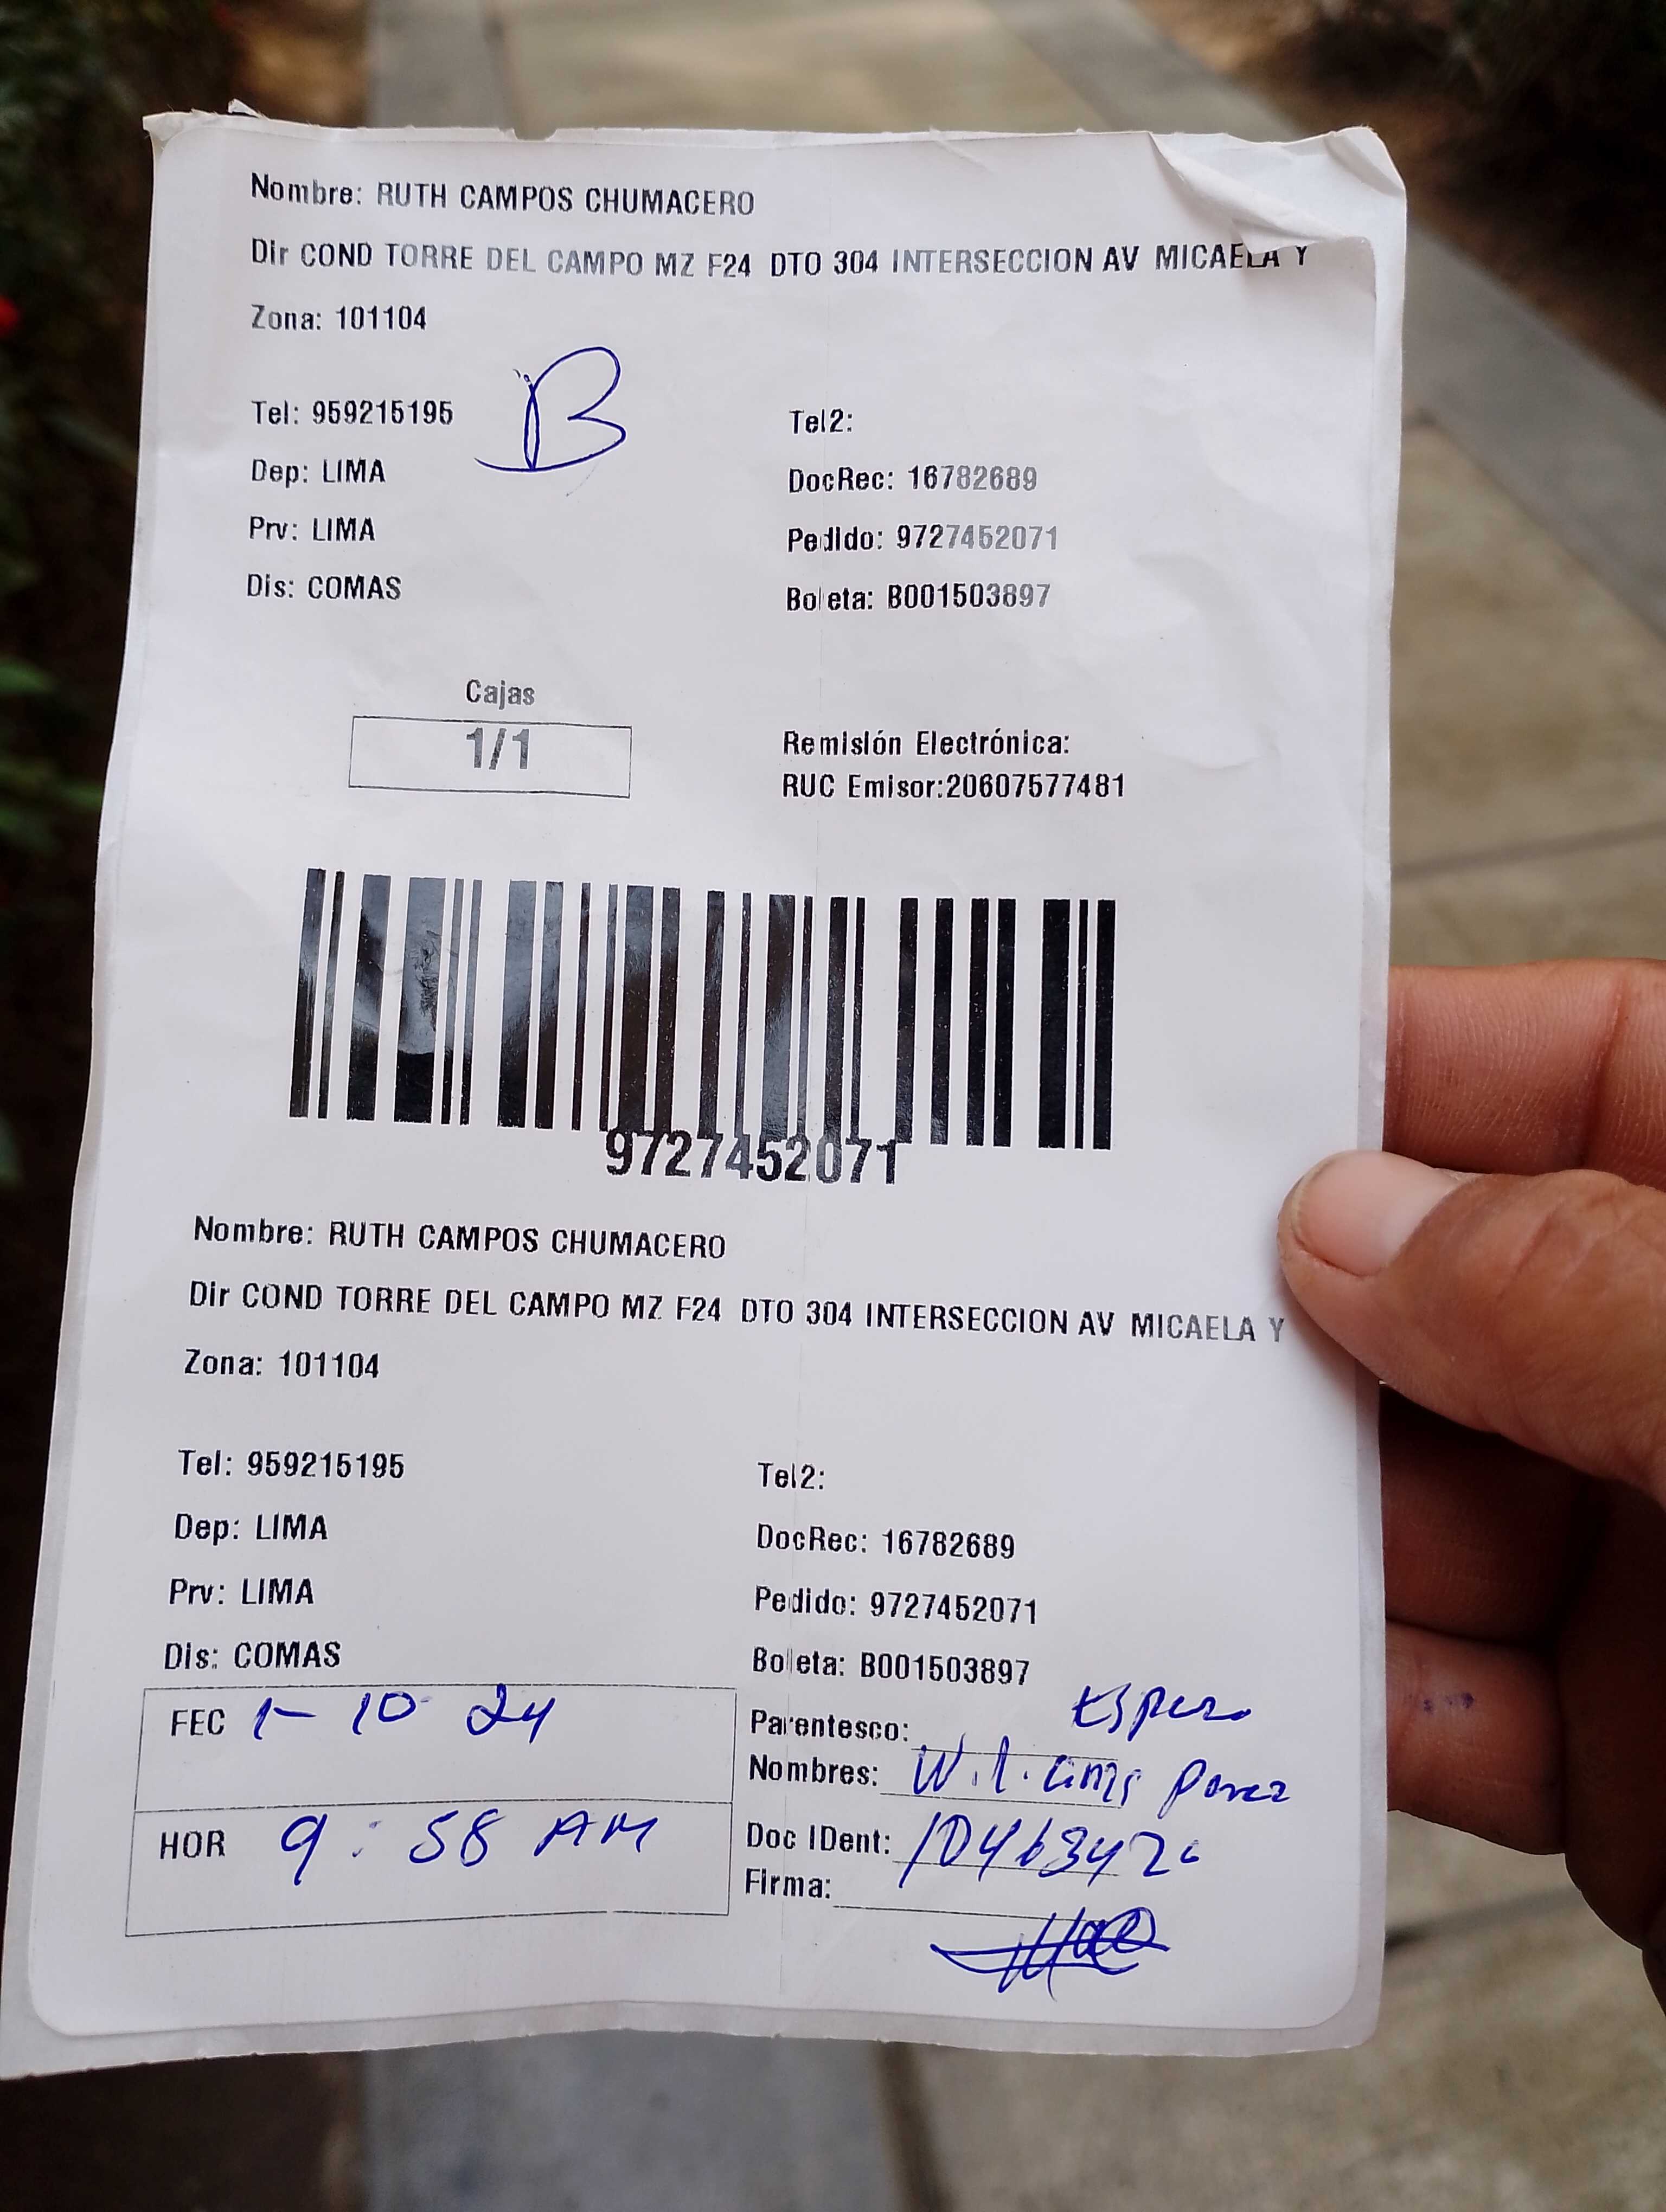 Nombre: RUTH CAMPOS CHUMACERO
Dir COND TORRE DEL CAMPO MZ F24 DTO 304 INTERSECCION AV MICAELA Y
Zona: 101104
B
Tel: 959215195 Tel2:
Dep: LIMA DocRec: 16782689
Prv: LIMA Pedido: 9727452071
Dis: COMAS Boleta: B001503897
Cajas
1/1
Remisión Electrónica:
RUC Emisor:20607577481
9727452071
Nombre: RUTH CAMPOS CHUMACERO
Dir COND TORRE DEL CAMPO MZ F24 DTO 304 INTERSECCION AV MICAELA Y
Zona: 101104
Tel: 959215195 Tel2:
Dep: LIMA DocRec: 16782689
Prv: LIMA Pedido: 9727452071
Dis: COMAS Boleta: B001503897
FEC 1-10-24 Parentesco:
Nombres:
HOR 9:58 AM Doc IDent:
Firma: